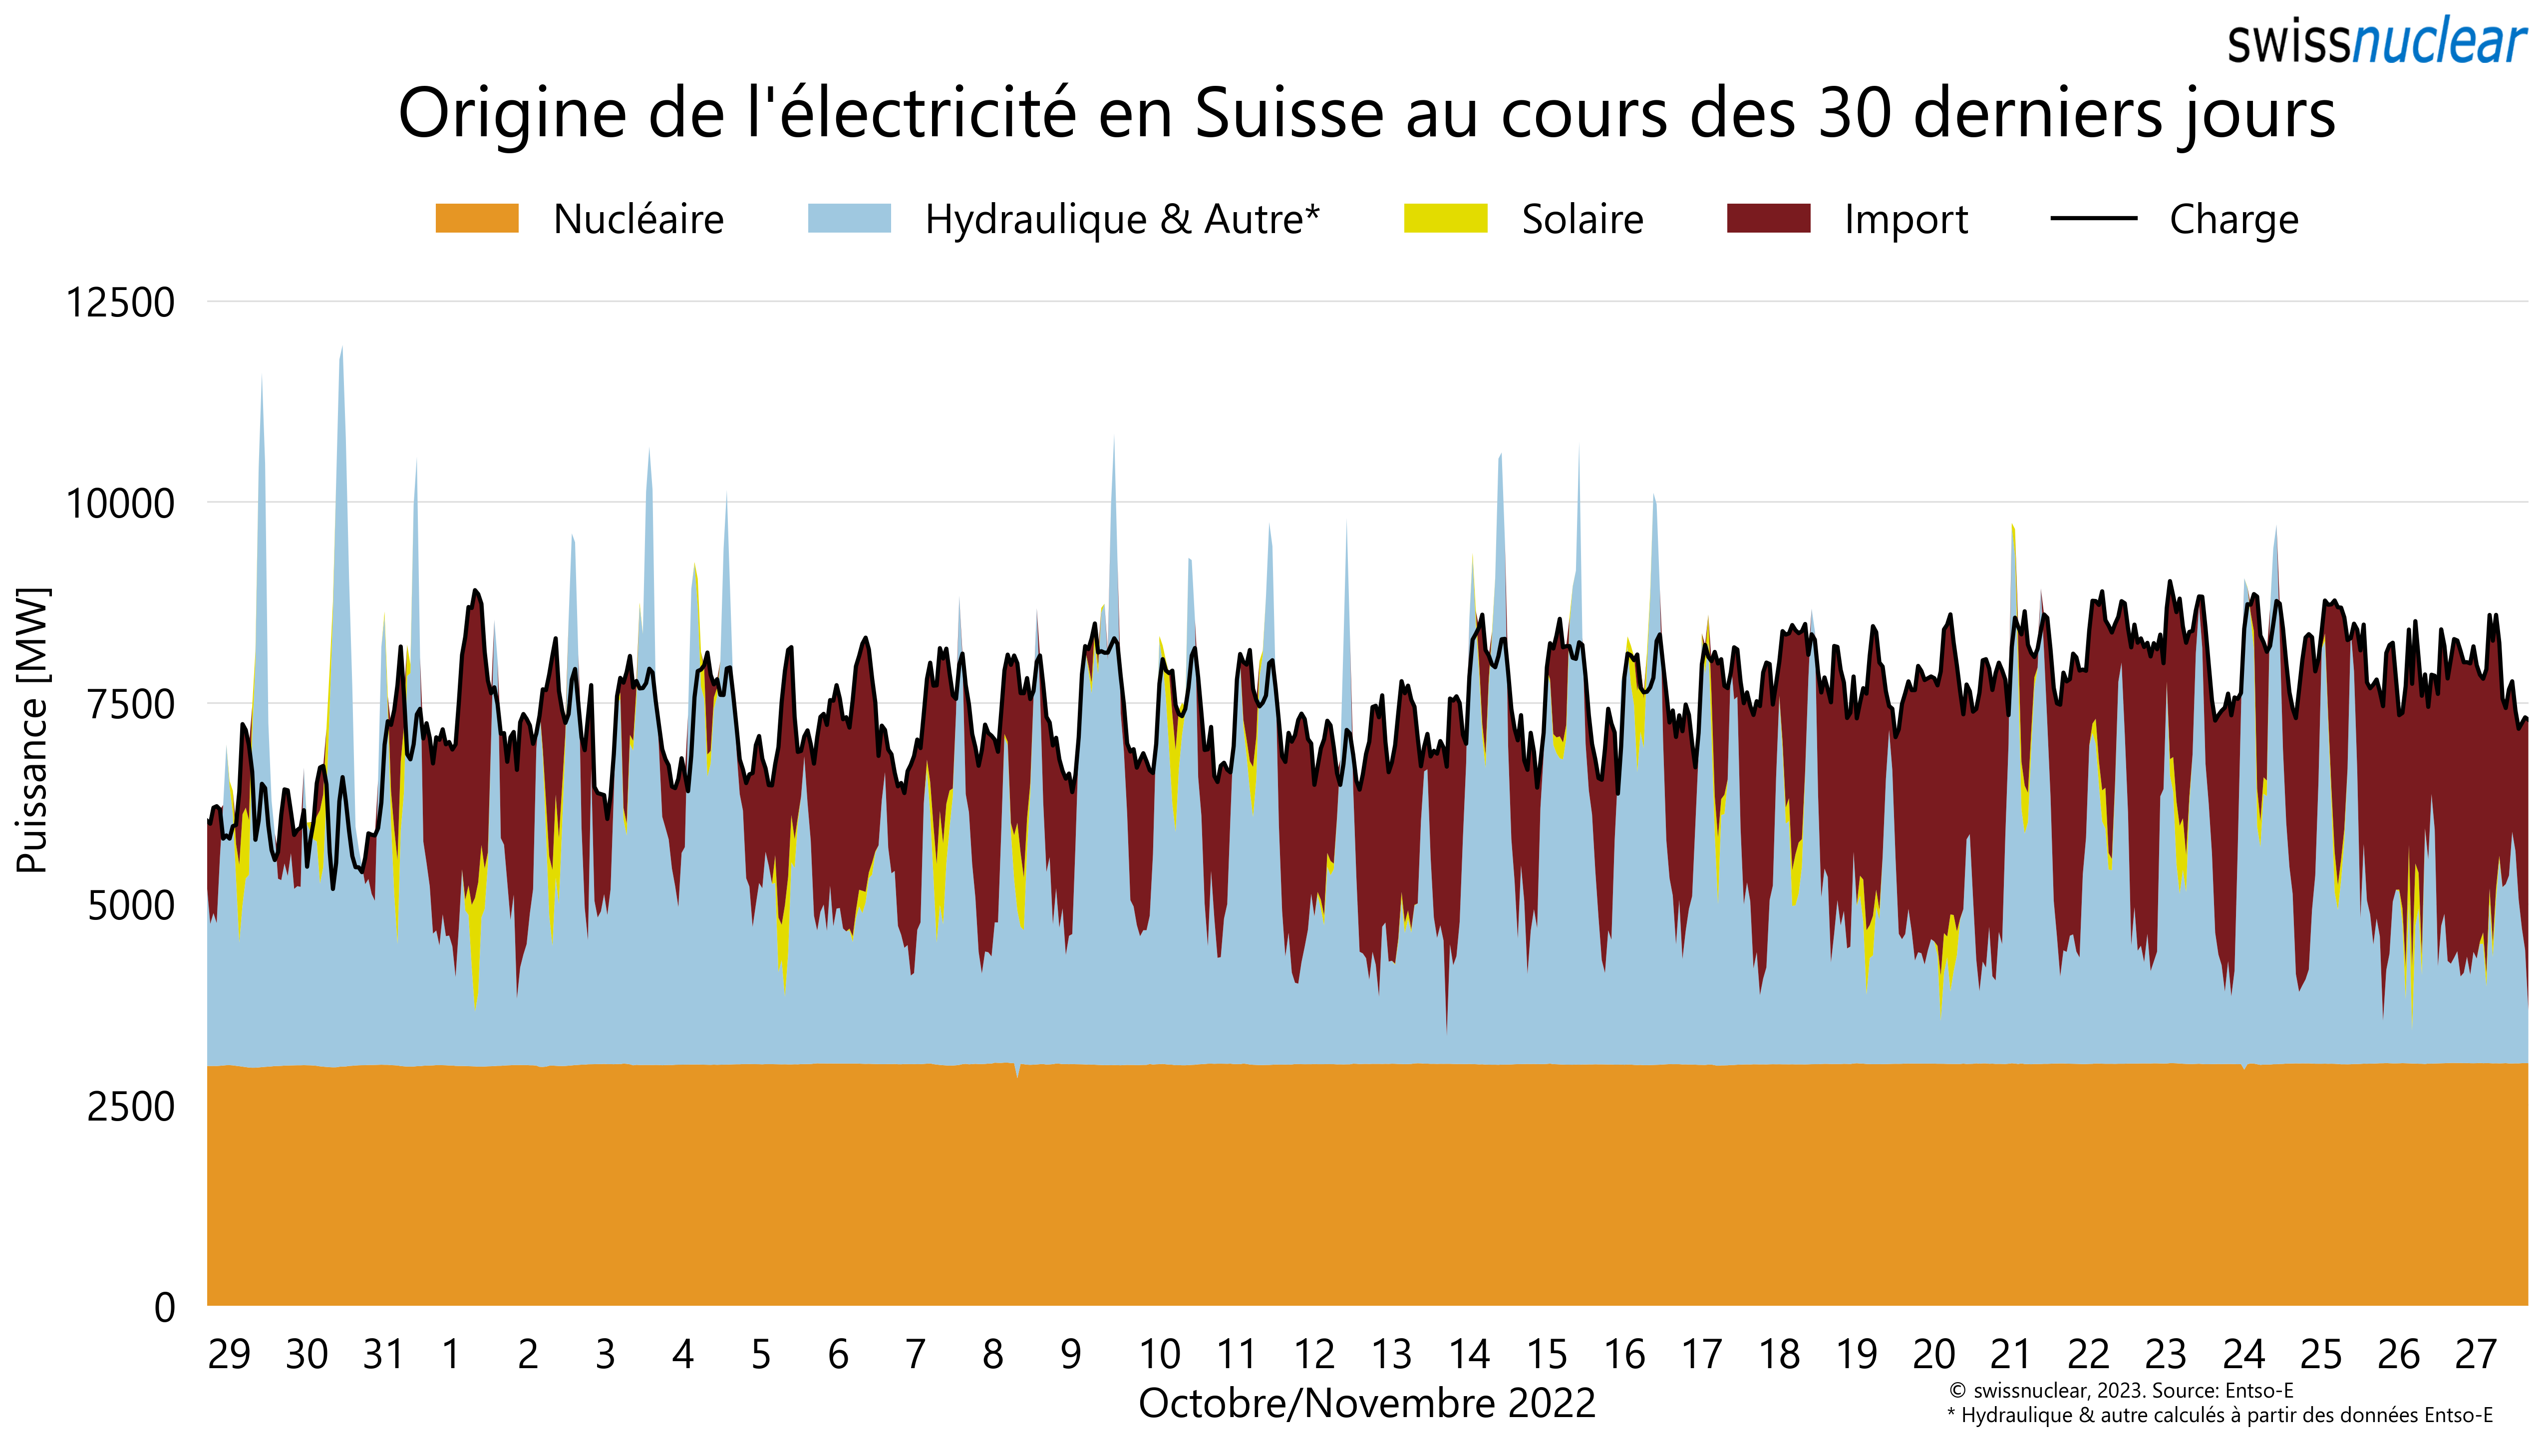 swissnuclear
Origine de l'électricité en Suisse au cours des 30 derniers jours
Nucléaire Hydraulique & Autre* Solaire Import Charge
Puissance [MW]
12500
10000
7500
5000
2500
0
29 30 31 1 2 3 4 5 6 7 8 9 10 11 12 13 14 15 16 17 18 19 20 21 22 23 24 25 26 27
Octobre/Novembre 2022
© swissnuclear, 2023. Source: Entso-E
* Hydraulique & autre calculés à partir des données Entso-E